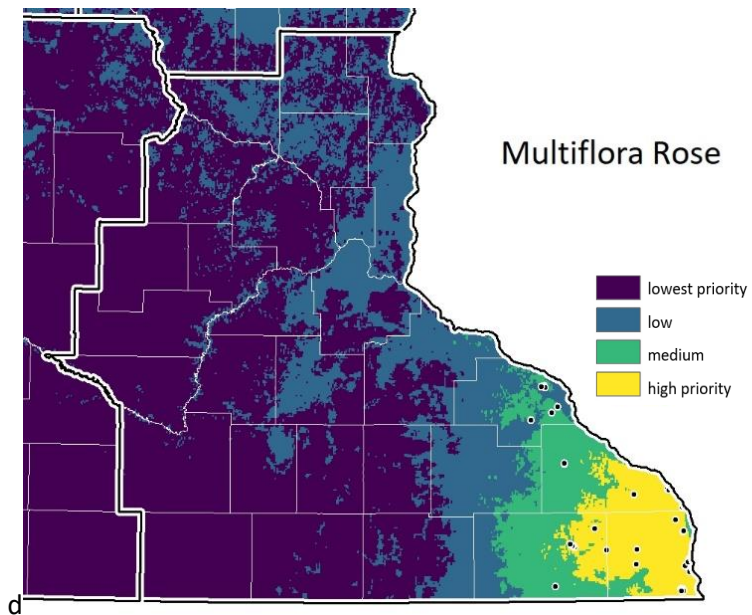 Multiflora Rose
lowest priority
low
medium
high priority
d